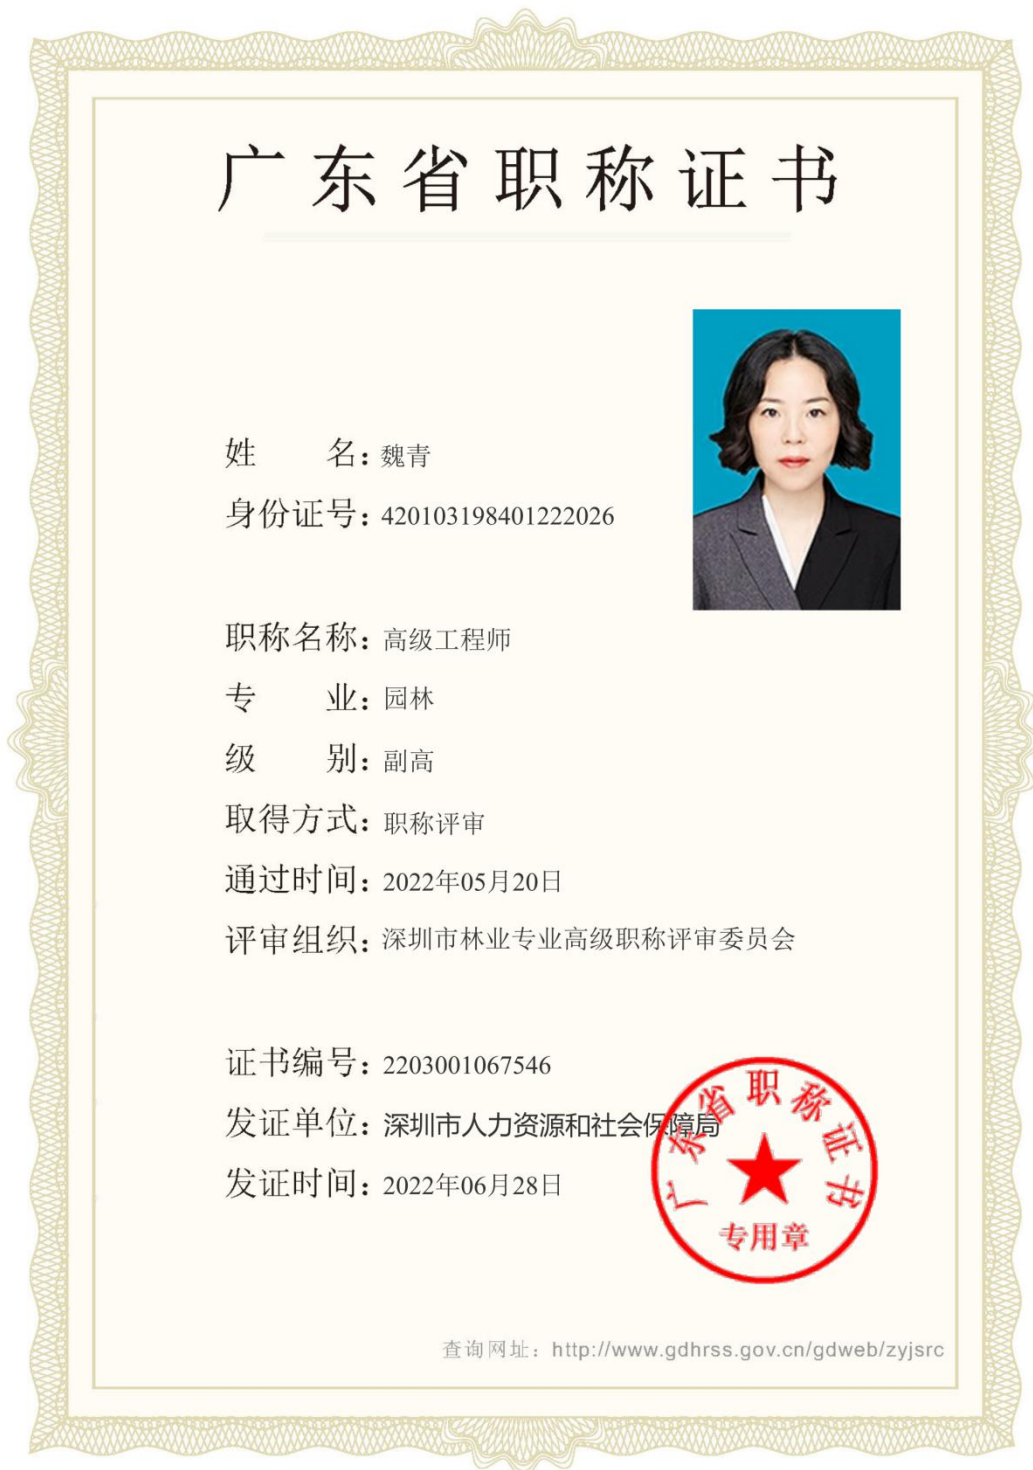 广东省职称证书
姓 名：魏青
身份证号：420103198401222026
职称名称：高级工程师
专 业：园林
级 别：副高
取得方式：职称评审
通过时间：2022年05月20日
评审组织：深圳市林业专业高级职称评审委员会
证书编号：2203001067546
发证单位：深圳市人力资源和社会保障局
发证时间：2022年06月28日
广东省职称证书
专用章
查询网址：http://www.gdhrss.gov.cn/gdweb/zyjsrc